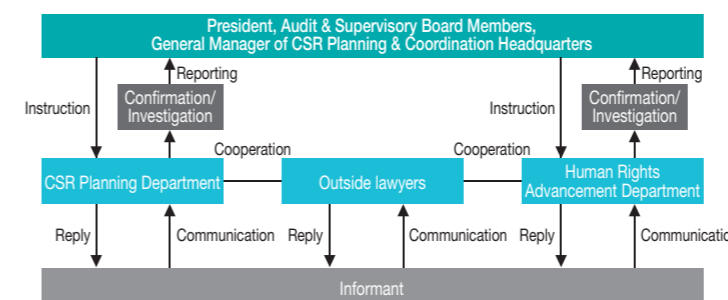 President, Audit & Supervisory Board Members,
General Manager of CSR Planning & Coordination Headquarters
Reporting
Reporting
Instruction
Confirmation/
Investigation
Instruction
Confirmation/
Investigation
Cooperation
Cooperation
CSR Planning Department
Outside lawyers
Human Rights
Advancement Department
Reply
Communication
Reply
Communication
Reply
Communicatio
Informant